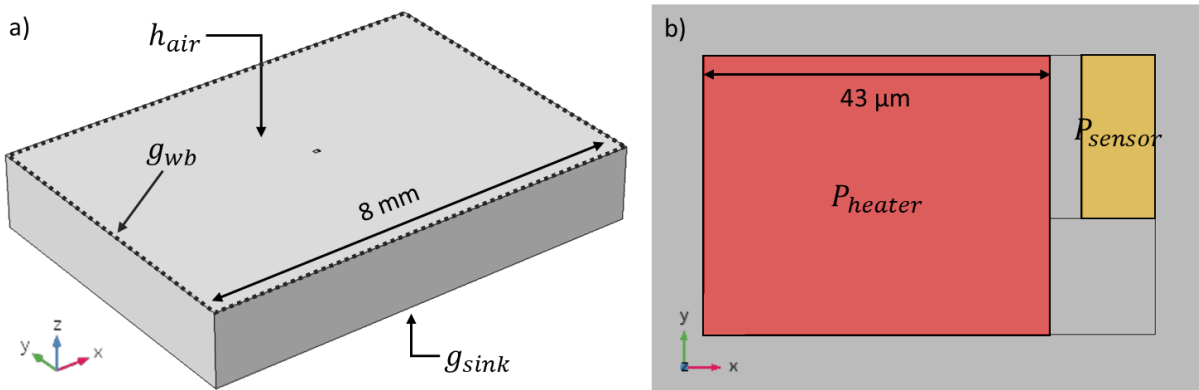 a)
h_air
g_wb
8 mm
g_sink
z
y
x
b)
43 µm
P_sensor
P_heater
y
z
x